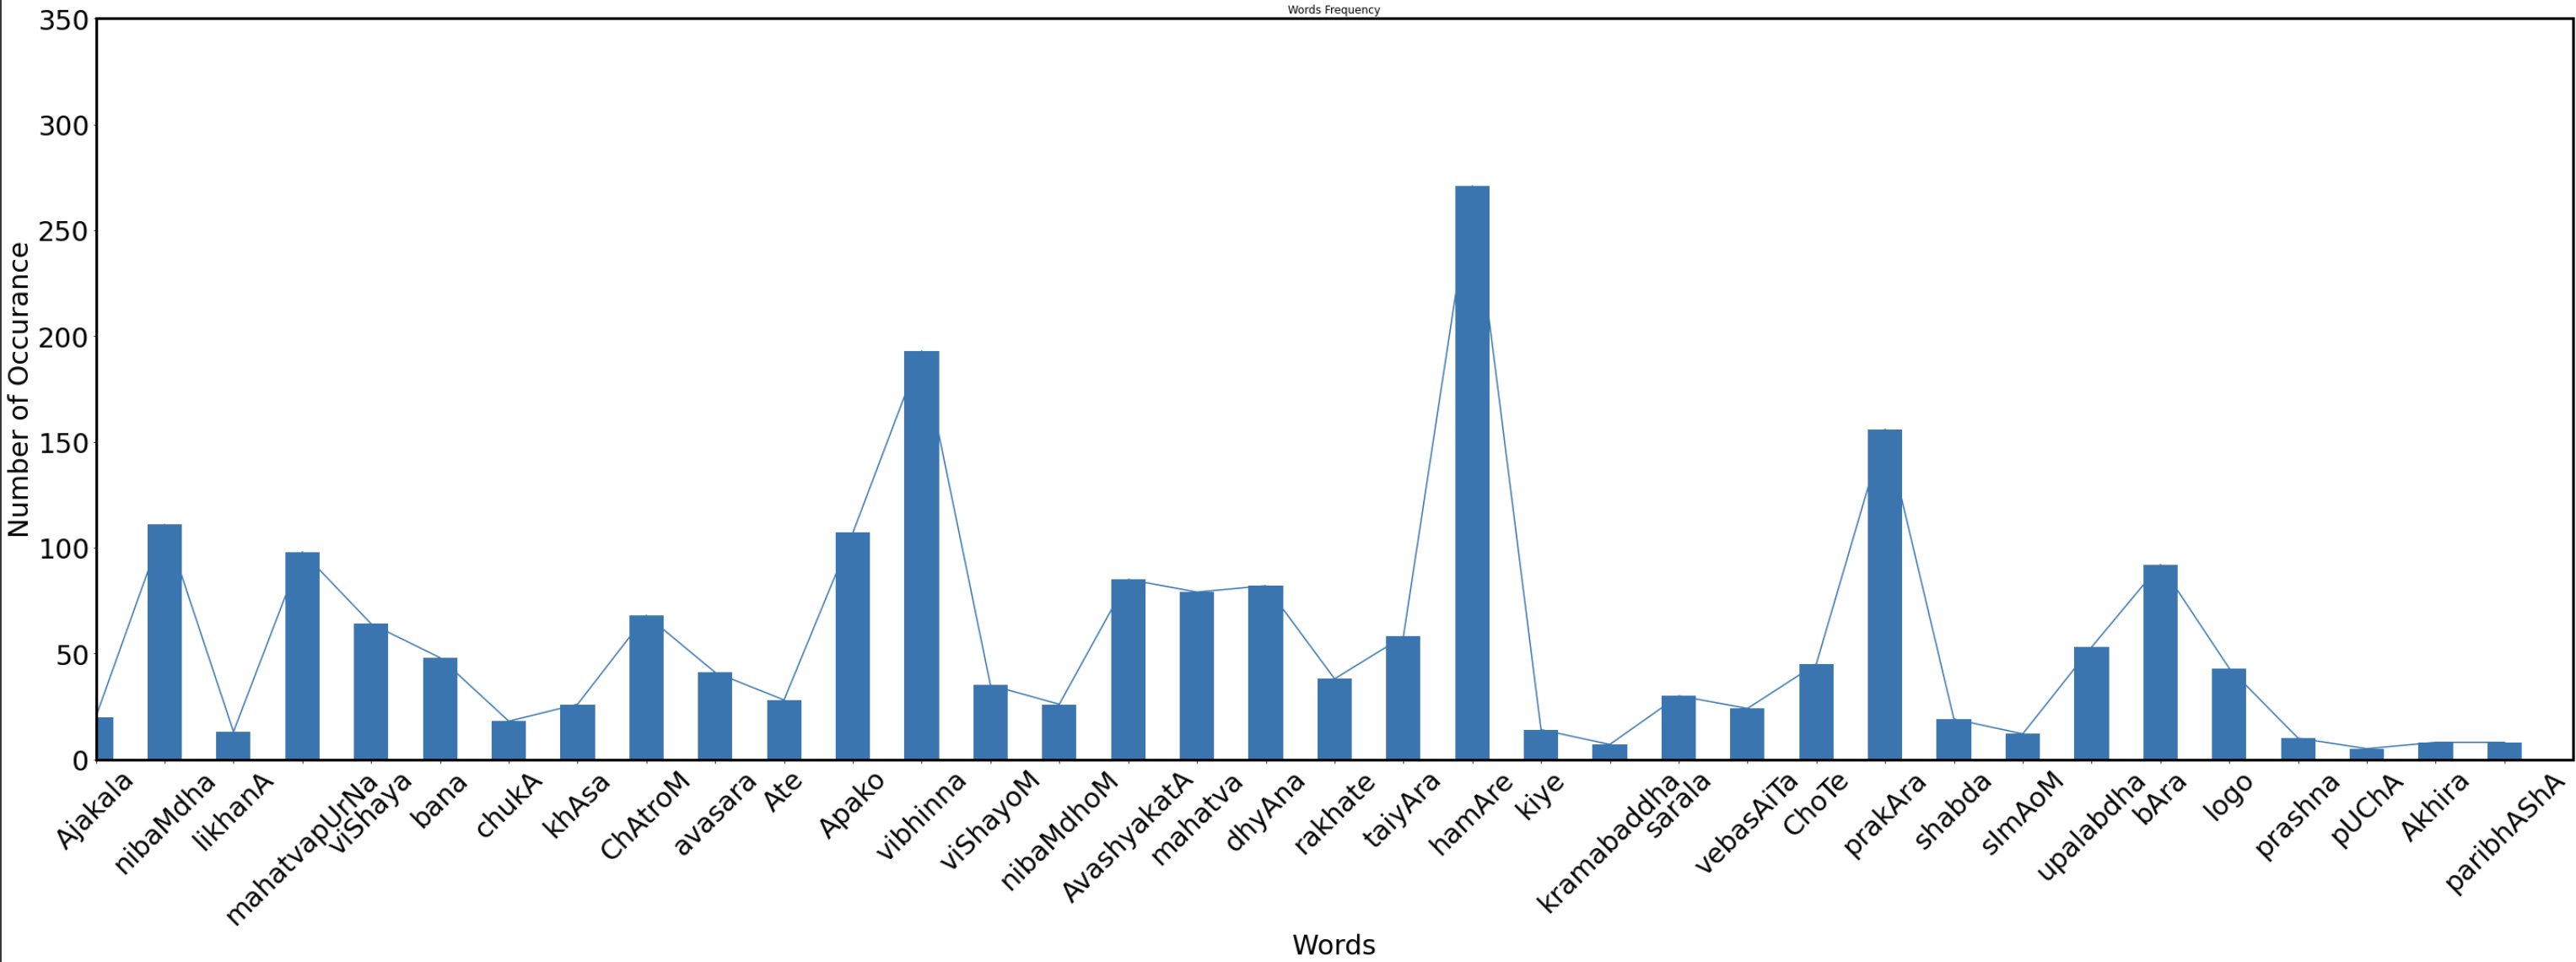 Words Frequency
350
300
250
200
150
100
50
0
Number of Occurance
Ajakala
nibaMdha
likhanA
mahatvapUrNa
viShaya
bana
chukA
khAsa
ChAtroM
avasara
Ate
Apako
vibhinna
viShayoM
nibaMdhoM
AvashyakatA
mahatva
dhyAna
rakhate
taiyAra
hamAre
kiye
kramabaddha
sarala
vebasAiTa
ChoTe
prakAra
shabda
sImAoM
upalabdha
bAra
logo
prashna
pUChA
Akhira
paribhAShA
Words